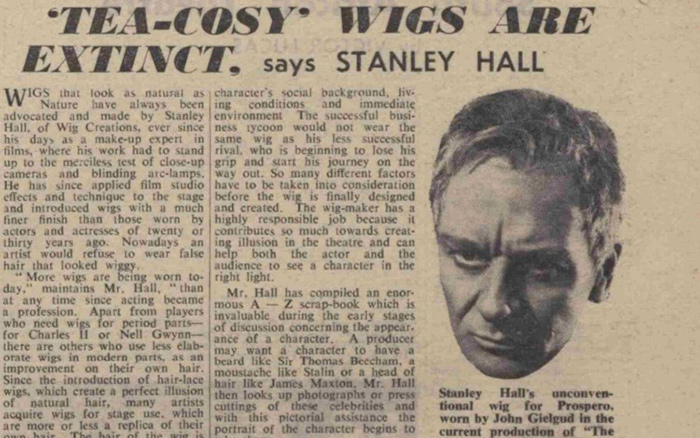 'TEA-COSY' WIGS ARE
EXTINCT, says STANLEY HALL
WIGS that look as natural as
Nature have always been
advocated and made by Stanley
Hall, of Wig Creations, ever since
his days as a make-up expert in
films, where his work had to stand
up to the merciless test of close-up
cameras and blinding arc-lamps.
He has since applied film studio
effects and technique to the stage
and introduced wigs with a much
finer finish than those worn by
actors and actresses of twenty or
thirty years ago. Nowadays an
artist would refuse to wear false
hair that looked wiggy.
"More wigs are being worn to-
day," maintains Mr. Hall, "than
at any time since acting became
a profession. Apart from players
who need wigs for period parts—
for Charles II or Nell Gwynn—
there are others who use less elab-
orate wigs in modern parts, as an
improvement on their own hair.
Since the introduction of hair-lace
wigs, which create a perfect illusion
of natural hair, many artists
acquire wigs for stage use, which
are more or less a replica of their
own hair. The hair of the wig is
character's social background, liv-
ing conditions and immediate
environment The successful busi-
ness tycoon would not wear the
same wig as his less successful
rival, who is beginning to lose his
grip and start his journey on the
way out. So many different factors
have to be taken into consideration
before the wig is finally designed
and created. The wig-maker has a
highly responsible job because it
contributes so much towards creat-
ing illusion in the theatre and can
help both the actor and the
audience to see a character in the
right light.
Mr. Hall has compiled an enor-
mous A — Z scrap-book which is
invaluable during the early stages
of discussion concerning the appear-
ance of a character. A producer
may want a character to have a
beard like Sir Thomas Beecham, a
moustache like Stalin or a head of
hair like James Maxton. Mr. Hall
then looks up photographs or press
cuttings of these celebrities and
with this pictorial assistance the
portrait of the character begins to
Stanley Hall's unconven-
tional wig for Prospero,
worn by John Gielgud in the
current production of "The